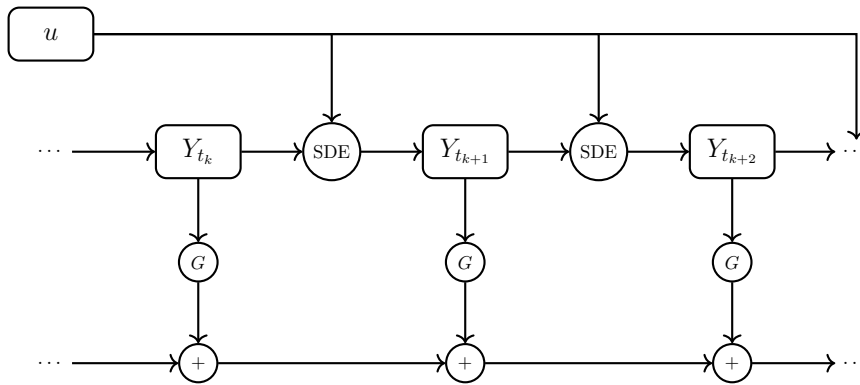 u
··· Y_{t_k} SDE Y_{t_{k+1}} SDE Y_{t_{k+2}} ··
G G G
··· + + + ··